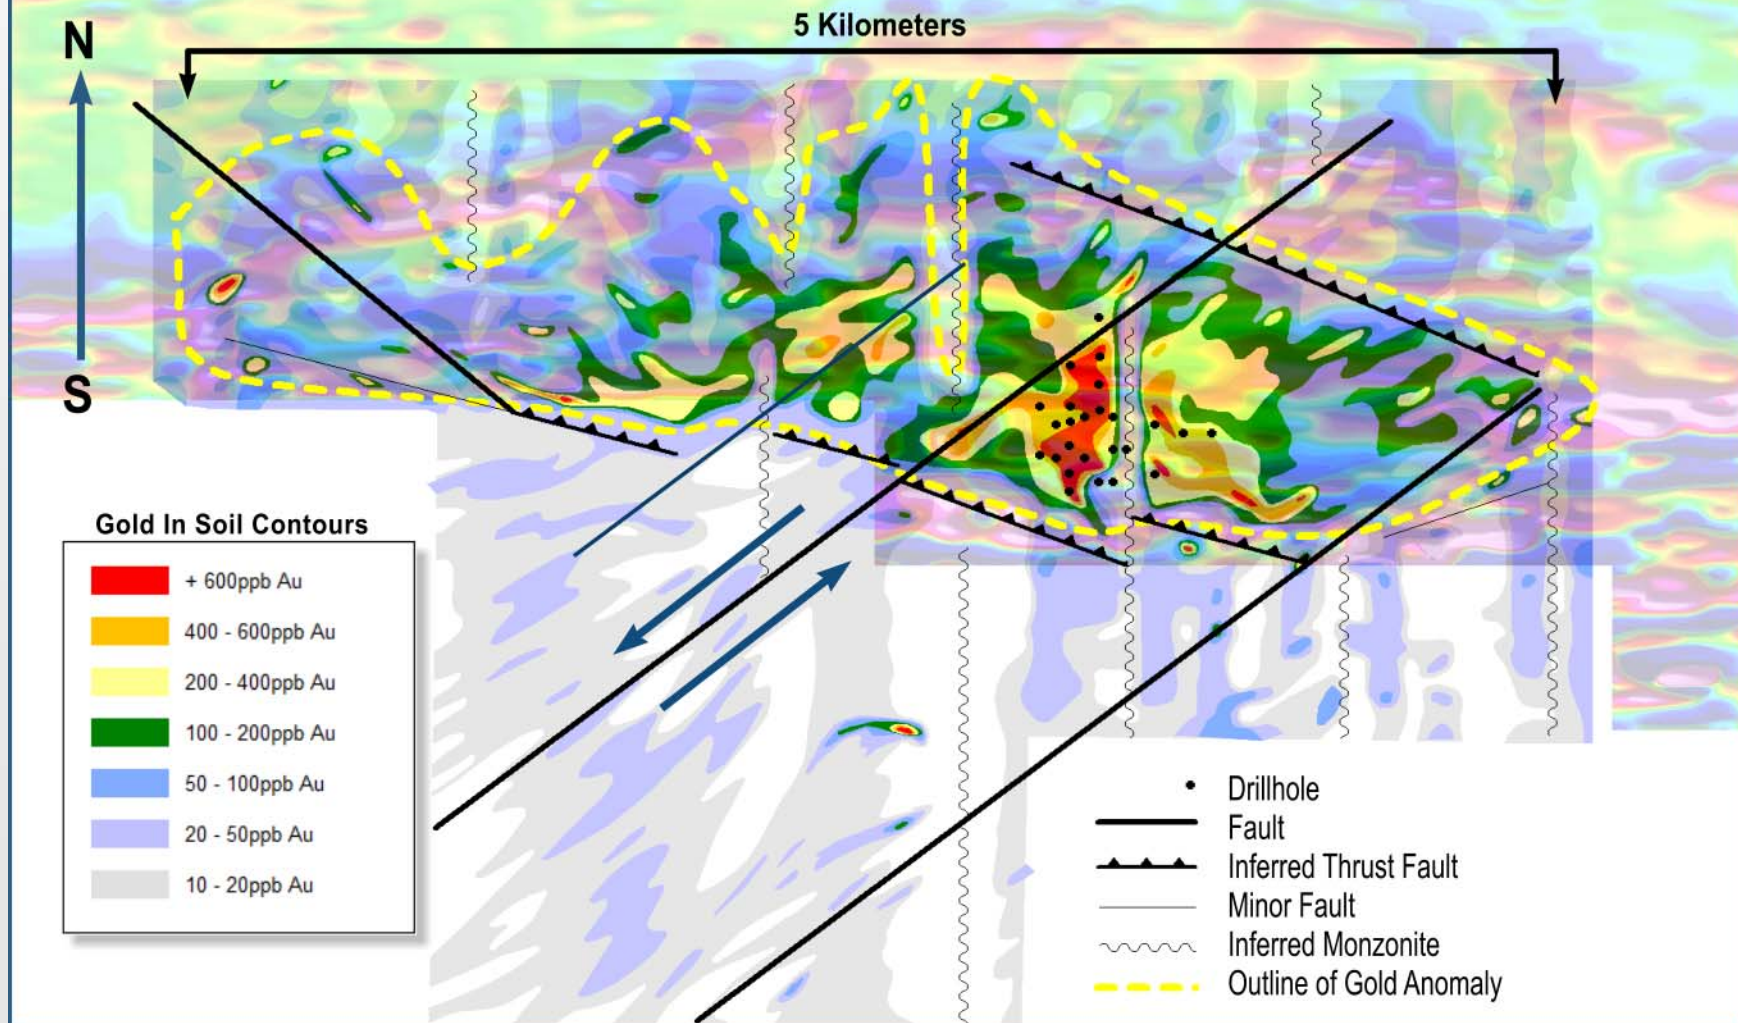 N
5 Kilometers
S
Gold In Soil Contours
+ 600ppb Au
400 - 600ppb Au
200 - 400ppb Au
100 - 200ppb Au
50 - 100ppb Au
20 - 50ppb Au
10 - 20ppb Au
Drillhole
Fault
Inferred Thrust Fault
Minor Fault
Inferred Monzonite
Outline of Gold Anomaly